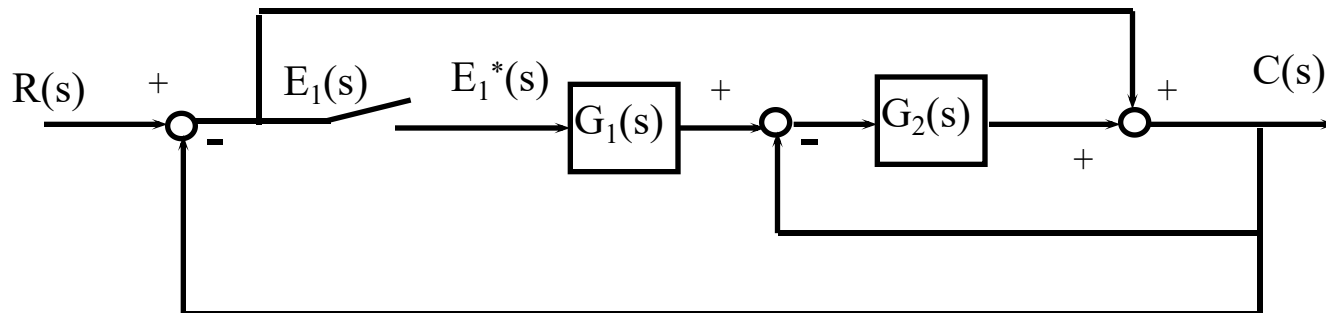 R(s)
+
-
E₁(s)
E₁*(s)
G₁(s)
+
-
G₂(s)
+
+
C(s)